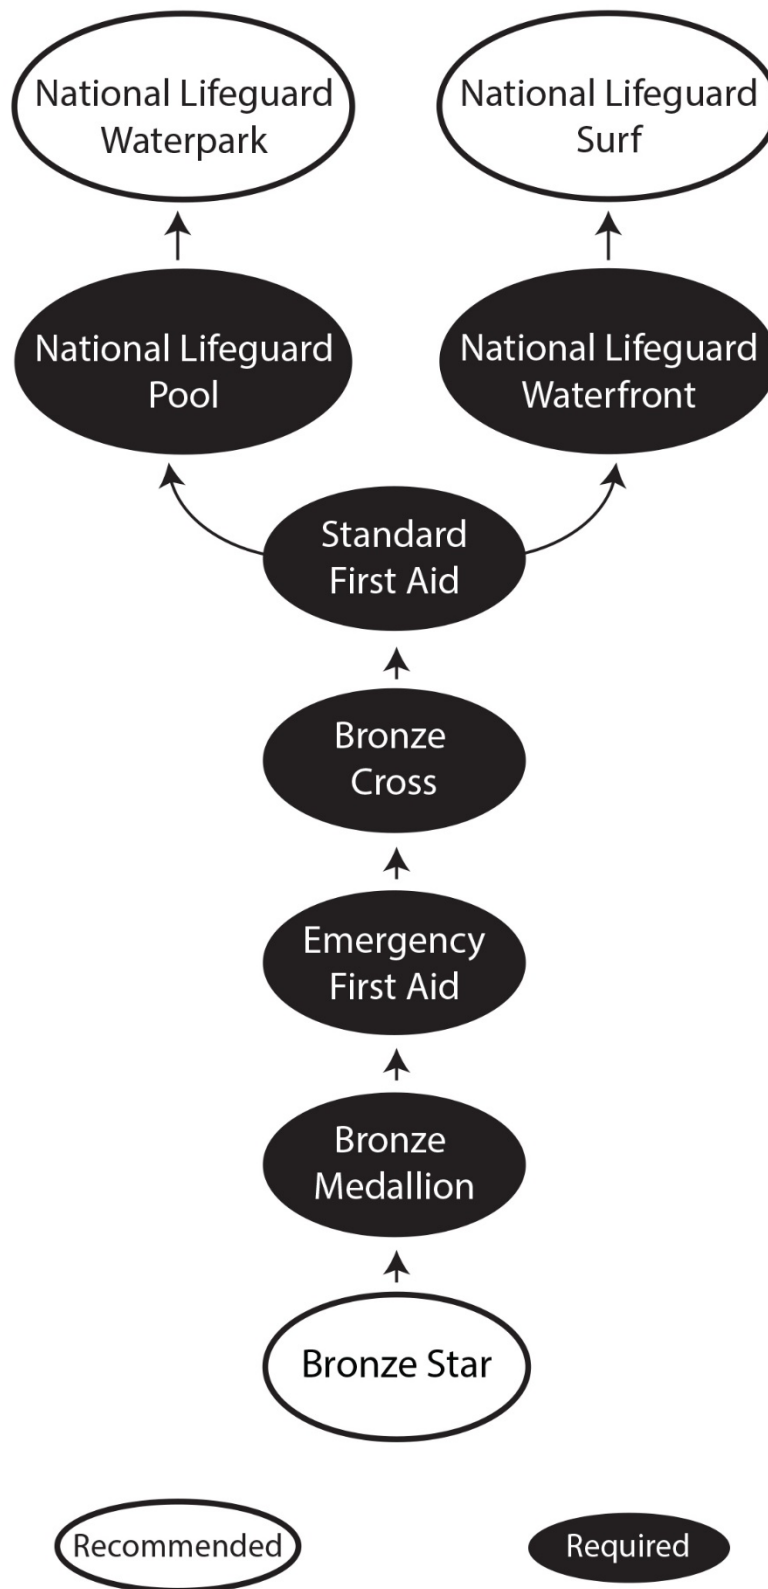 National Lifeguard
Waterpark
National Lifeguard
Surf
National Lifeguard
Pool
National Lifeguard
Waterfront
Standard
First Aid
Bronze
Cross
Emergency
First Aid
Bronze
Medallion
Bronze Star
Recommended
Required